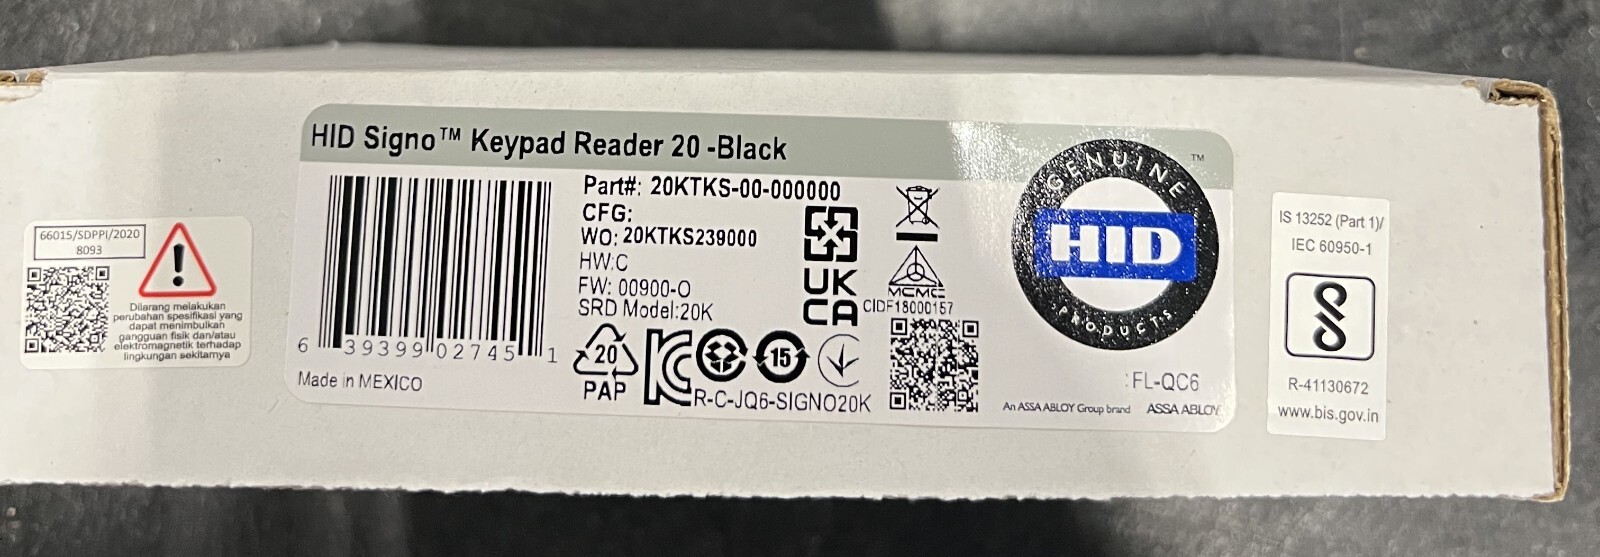 66015/SDPPI/2020
8093
Dilarang melakukan
perubahan spesifikasi yang
dapat menimbulkan
gangguan fisik dan/atau
elektromagnetik terhadap
lingkungan sekitarnya
HID Signo™ Keypad Reader 20 -Black
6 39399 02745 1
Made in MEXICO
Part#: 20KTKS-00-000000
CFG:
WO: 20KTKS239000
HW:C
FW: 00900-O
SRD Model:20K
20
PAP
15
R-C-JQ6-SIGNO20K
UK
CA
MCMC
CIDF18000157
GENUINE
HID
PRODUCTS
TM
:FL-QC6
An ASSA ABLOY Group brand ASSA ABLOY
IS 13252 (Part 1)/
IEC 60950-1
R-41130672
www.bis.gov.in